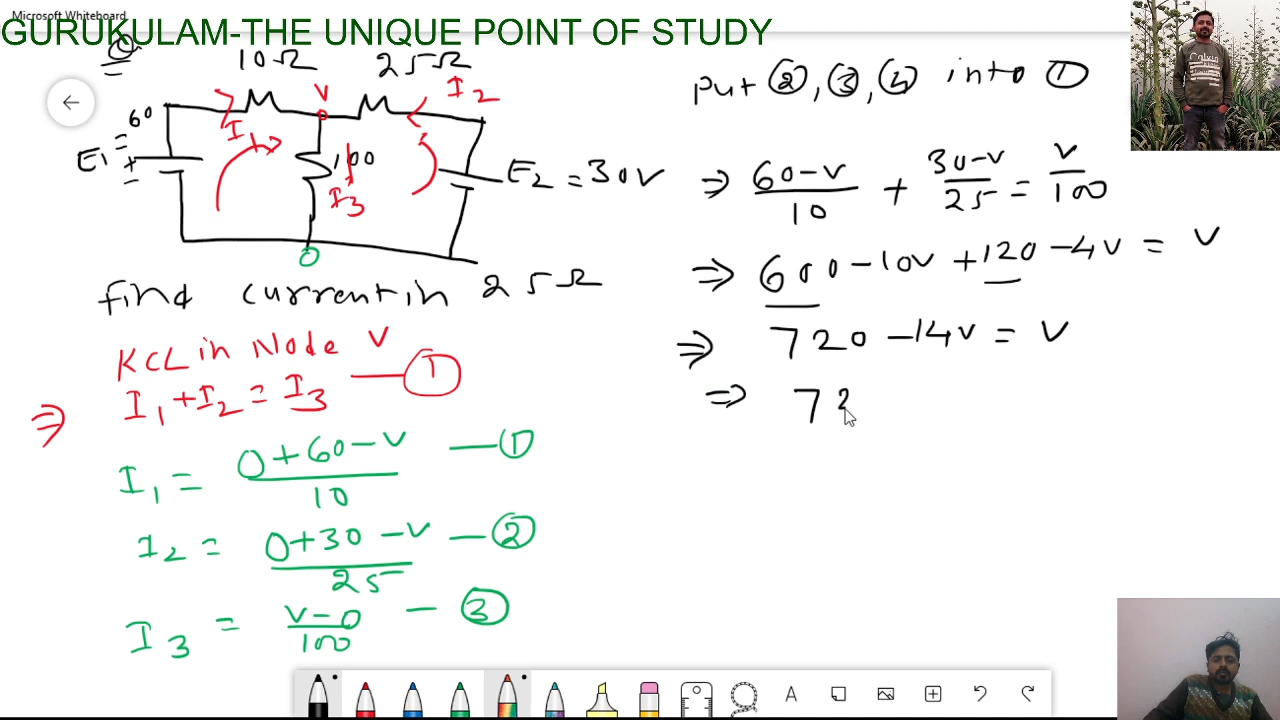 Microsoft Whiteboard
GURUKULAM-THE UNIQUE POINT OF STUDY
Q
10Ω 25Ω
V I2
60
I1
E1 = 100 E2 = 30V
+
-
I3
0
find current in 25Ω
KCL in Node V
⇒ I1 + I2 = I3 — ①
I1 = 0+60-V / 10 — ①
I2 = 0+30-V / 25 — ②
I3 = V-0 / 100 — ③
Put ②, ③, ④ into ①
⇒ 60-V / 10 + 30-V / 25 = V / 100
⇒ 600 - 10V + 120 - 4V = V
⇒ 720 - 14V = V
⇒ 72
A